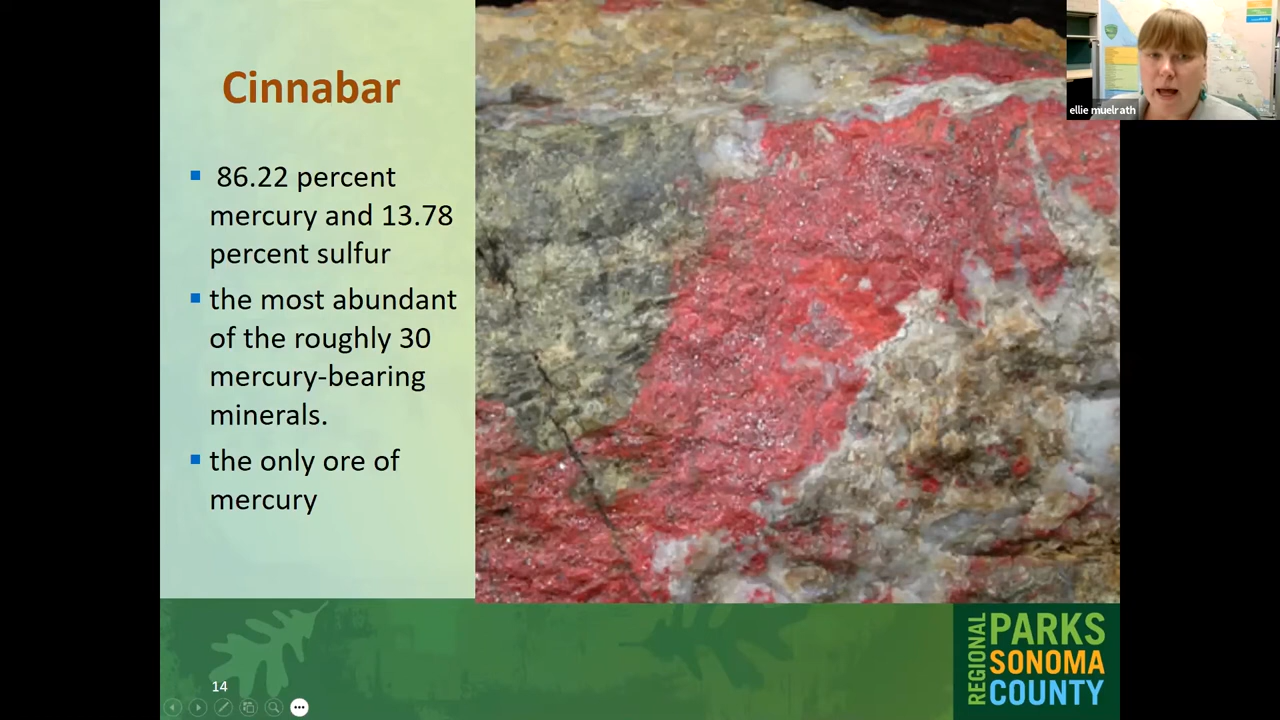 Cinnabar
86.22 percent
mercury and 13.78
percent sulfur
the most abundant
of the roughly 30
mercury-bearing
minerals.
the only ore of
mercury
ellie muelrath
14
REGIONAL
PARKS
SONOMA
COUNTY